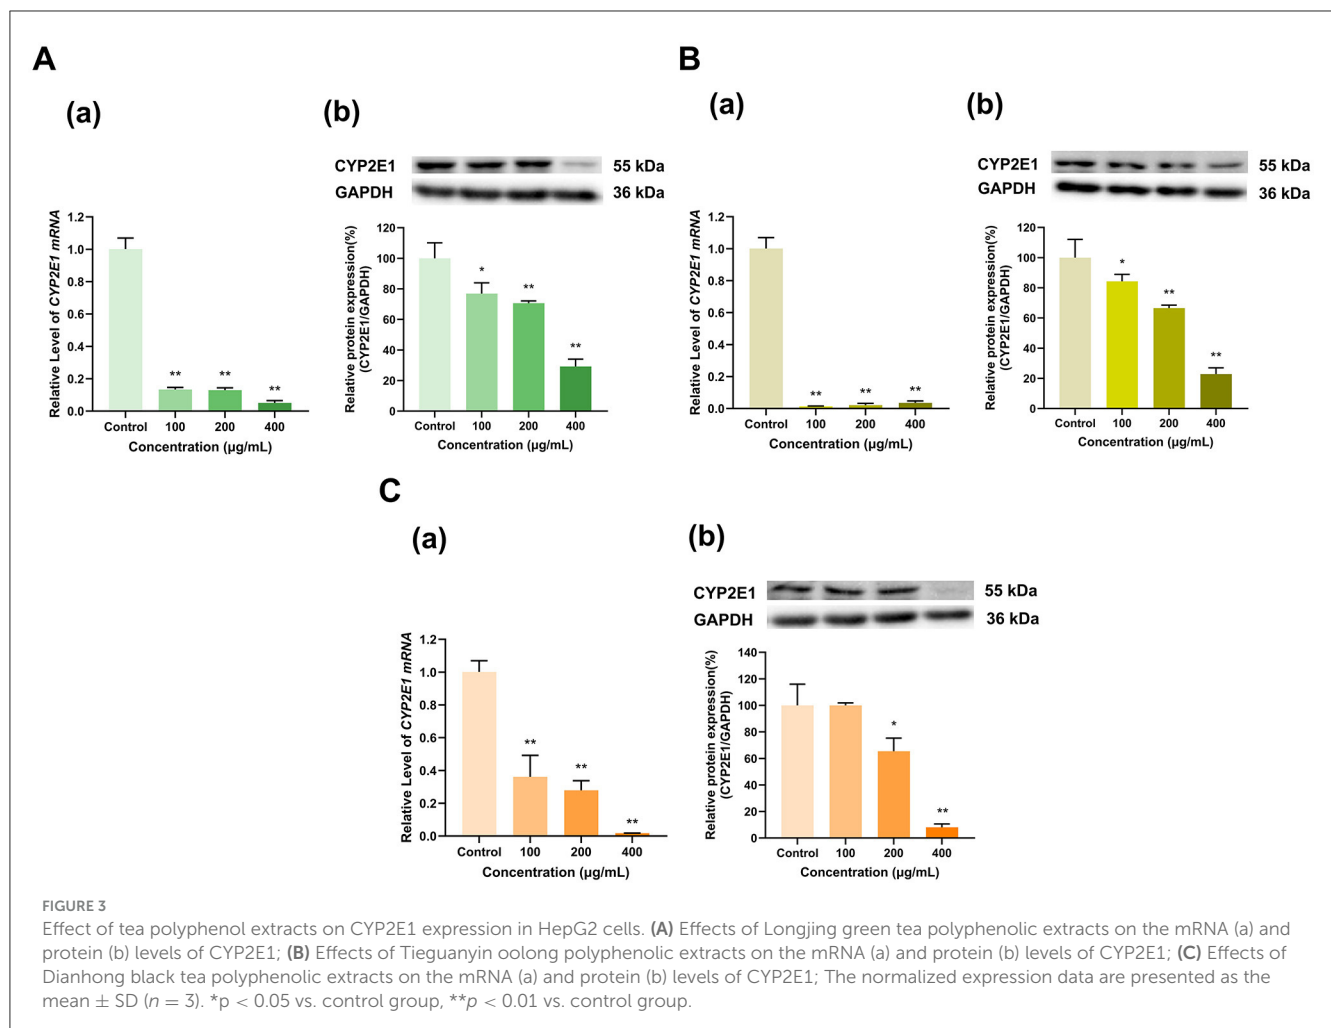 A
(a)
Relative Level of CYP2E1 mRNA
1.2
1.0
0.8
0.6
0.4
0.2
0.0
**
**
**
Control
100
200
400
Concentration (µg/mL)
(b)
CYP2E1
55 kDa
GAPDH
36 kDa
Relative protein expression(%)
(CYP2E1/GAPDH)
120
100
80
60
40
20
0
*
**
**
Control
100
200
400
Concentration (µg/mL)
B
(a)
Relative Level of CYP2E1 mRNA
1.2
1.0
0.8
0.6
0.4
0.2
0.0
**
**
**
Control
100
200
400
Concentration (µg/mL)
(b)
CYP2E1
55 kDa
GAPDH
36 kDa
Relative protein expression(%)
(CYP2E1/GAPDH)
120
100
80
60
40
20
0
*
**
**
Control
100
200
400
Concentration (µg/mL)
C
(a)
Relative Level of CYP2E1 mRNA
1.2
1.0
0.8
0.6
0.4
0.2
0.0
**
**
**
Control
100
200
400
Concentration (µg/mL)
(b)
CYP2E1
55 kDa
GAPDH
36 kDa
Relative protein expression(%)
(CYP2E1/GAPDH)
140
120
100
80
60
40
20
0
*
**
Control
100
200
400
Concentration (µg/mL)
FIGURE 3
Effect of tea polyphenol extracts on CYP2E1 expression in HepG2 cells. (A) Effects of Longjing green tea polyphenolic extracts on the mRNA (a) and
protein (b) levels of CYP2E1; (B) Effects of Tieguanyin oolong polyphenolic extracts on the mRNA (a) and protein (b) levels of CYP2E1; (C) Effects of
Dianhong black tea polyphenolic extracts on the mRNA (a) and protein (b) levels of CYP2E1; The normalized expression data are presented as the
mean ± SD (n = 3). *p < 0.05 vs. control group, **p < 0.01 vs. control group.